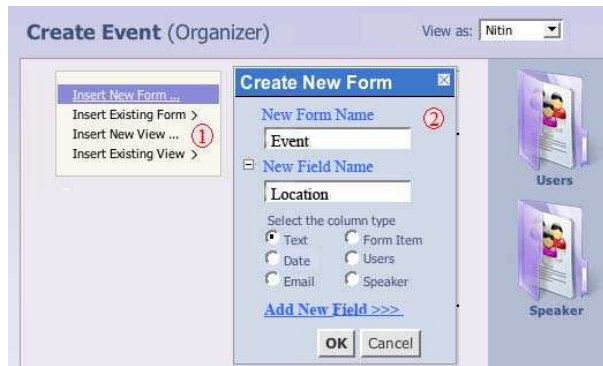 Create Event (Organizer)
View as: Nitin
Insert New Form ...
Insert Existing Form >
Insert New View ... ①
Insert Existing View >
Create New Form
New Form Name ②
Event
New Field Name
Location
Select the column type
Text Form Item
Date Users
Email Speaker
Add New Field >>>
OK Cancel
Users
Speaker